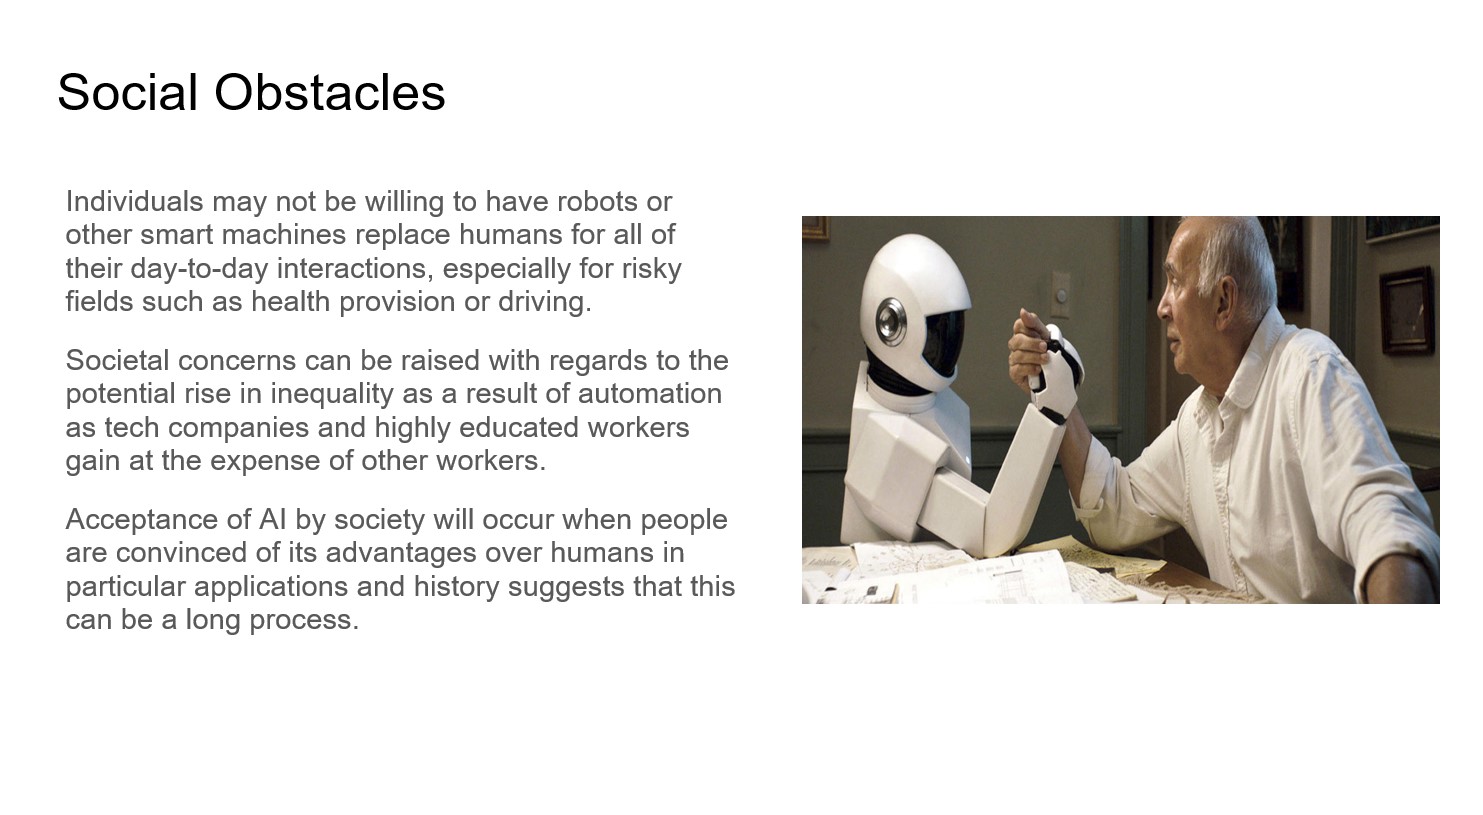 Social Obstacles
Individuals may not be willing to have robots or
other smart machines replace humans for all of
their day-to-day interactions, especially for risky
fields such as health provision or driving.
Societal concerns can be raised with regards to the
potential rise in inequality as a result of automation
as tech companies and highly educated workers
gain at the expense of other workers.
Acceptance of AI by society will occur when people
are convinced of its advantages over humans in
particular applications and history suggests that this
can be a long process.